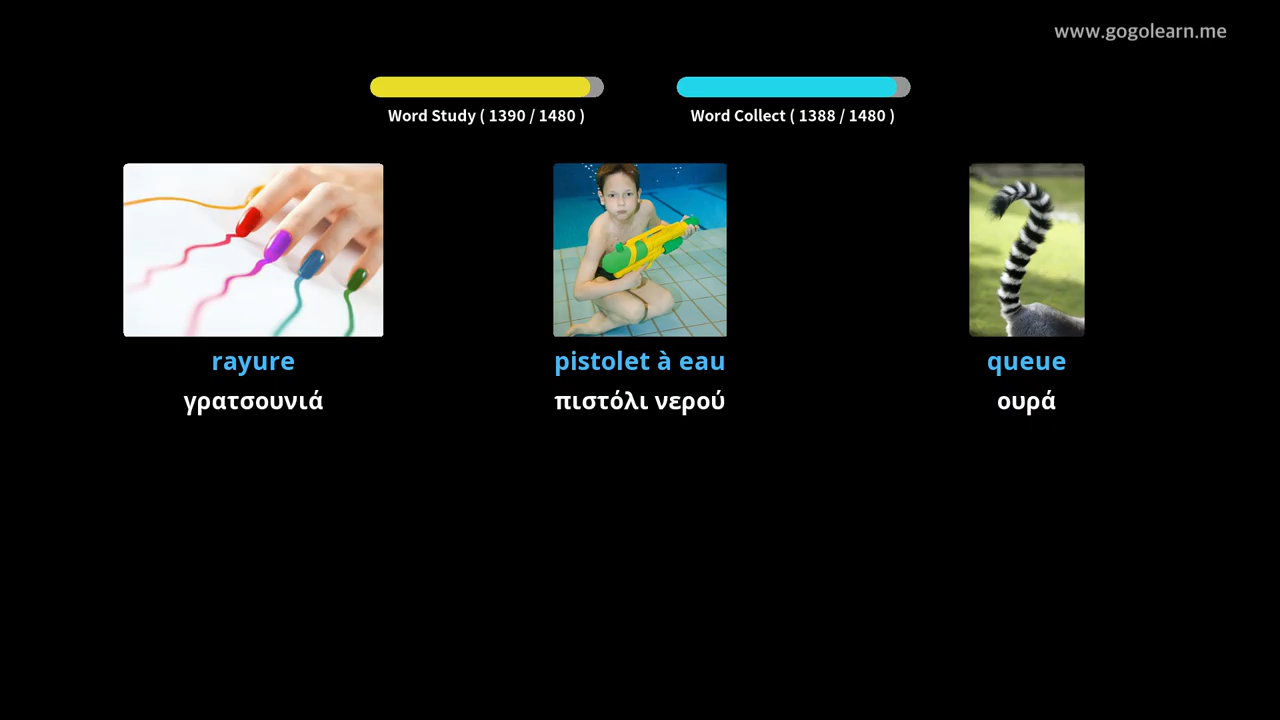 www.gogolearn.me
Word Study ( 1390 / 1480 )
Word Collect ( 1388 / 1480 )
rayure
γρατσουνιά
pistolet à eau
πιστόλι νερού
queue
ουρά